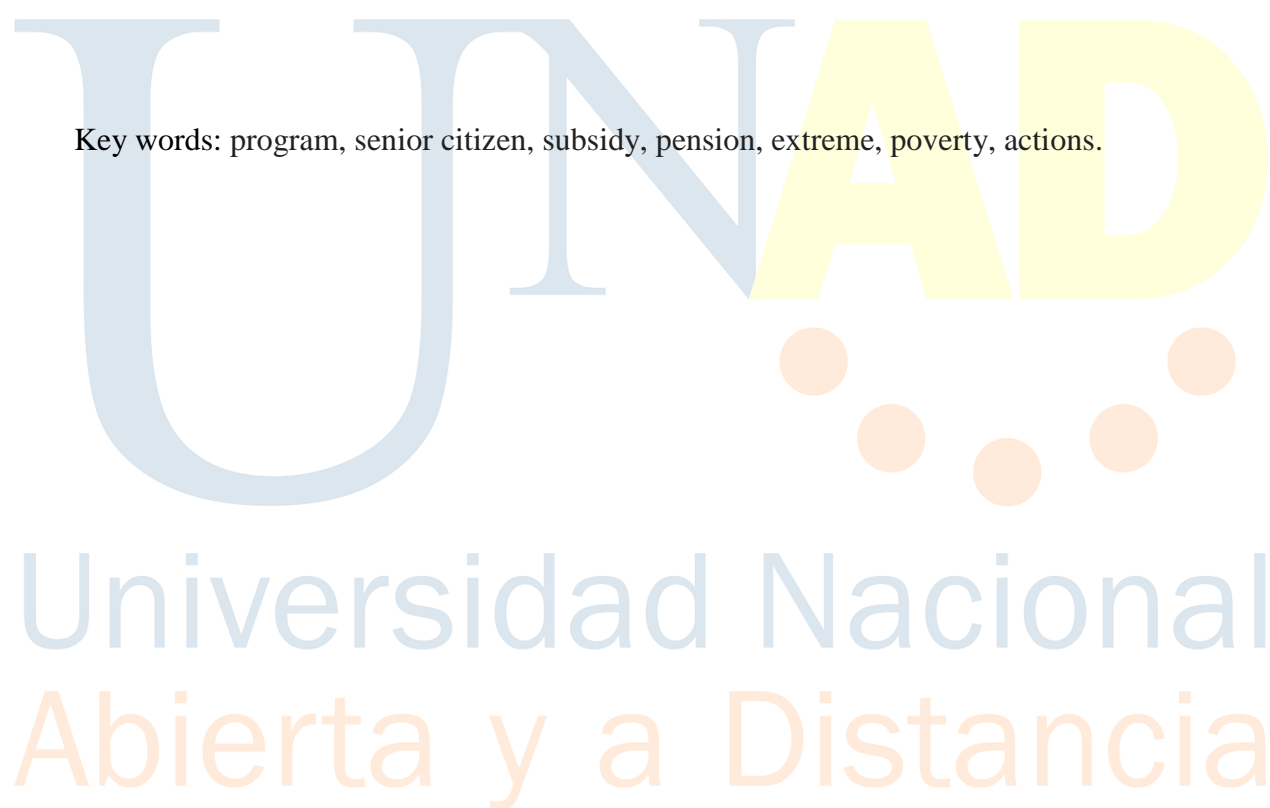 UNAD
Key words: program, senior citizen, subsidy, pension, extreme, poverty, actions.
Universidad Nacional
Abierta y a Distancia